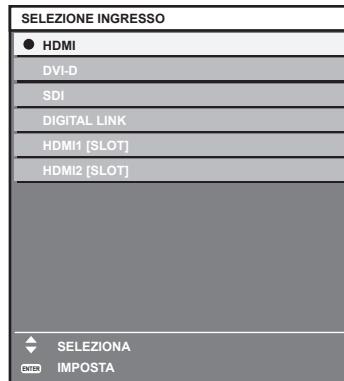 SELEZIONE INGRESSO
HDMI
DVI-D
SDI
DIGITAL LINK
HDMI1 [SLOT]
HDMI2 [SLOT]
SELEZIONA
ENTER IMPOSTA